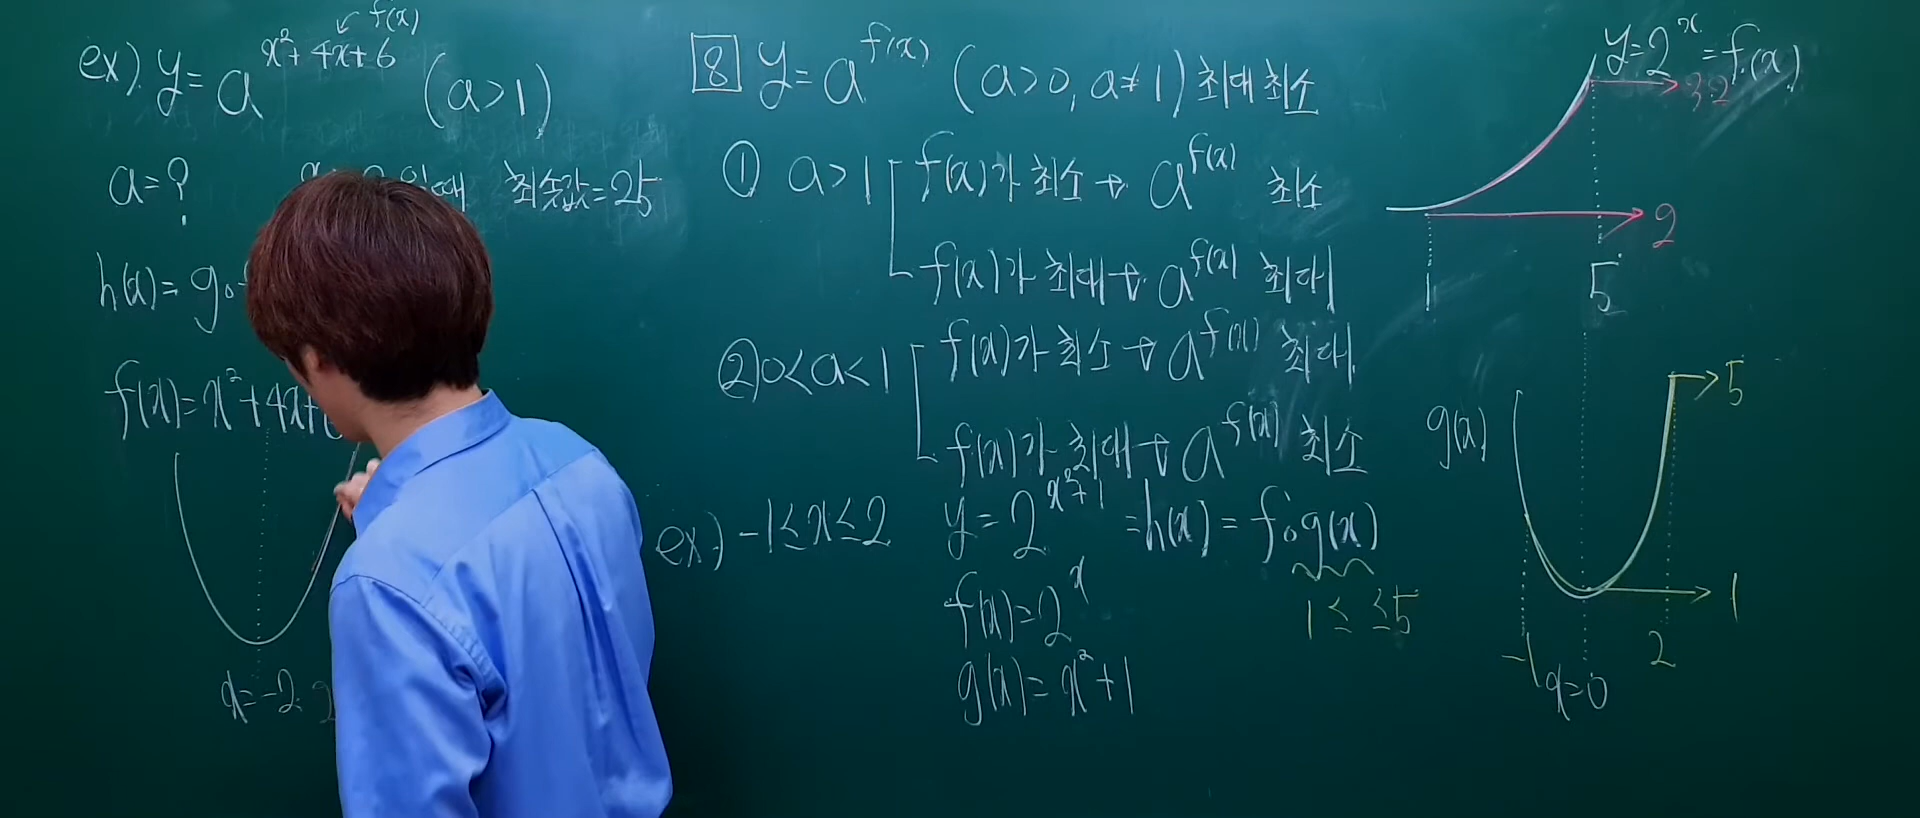 ex) y = a^{x²+4x+6} (a>1)
f(x)
a=?
일때 최솟값=25
h(x)= g∘
f(x)= x²+4x+
x=-2
[8] y= a^{f(x)} (a>0, a≠1) 최대최소
① a>1
f(x)가 최소 → a^{f(x)} 최소
f(x)가 최대 → a^{f(x)} 최대
② 0<a<1
f(x)가 최소 → a^{f(x)} 최대
f(x)가 최대 → a^{f(x)} 최소
ex) -1≤x≤2 y=2^{x²+1} =h(x) = f∘g(x)
f(x)=2^x
1≤ ≤5
g(x)= x²+1
y=2^x=f(x)
32
2
1 5
g(x)
5
1
-1 x=0 2